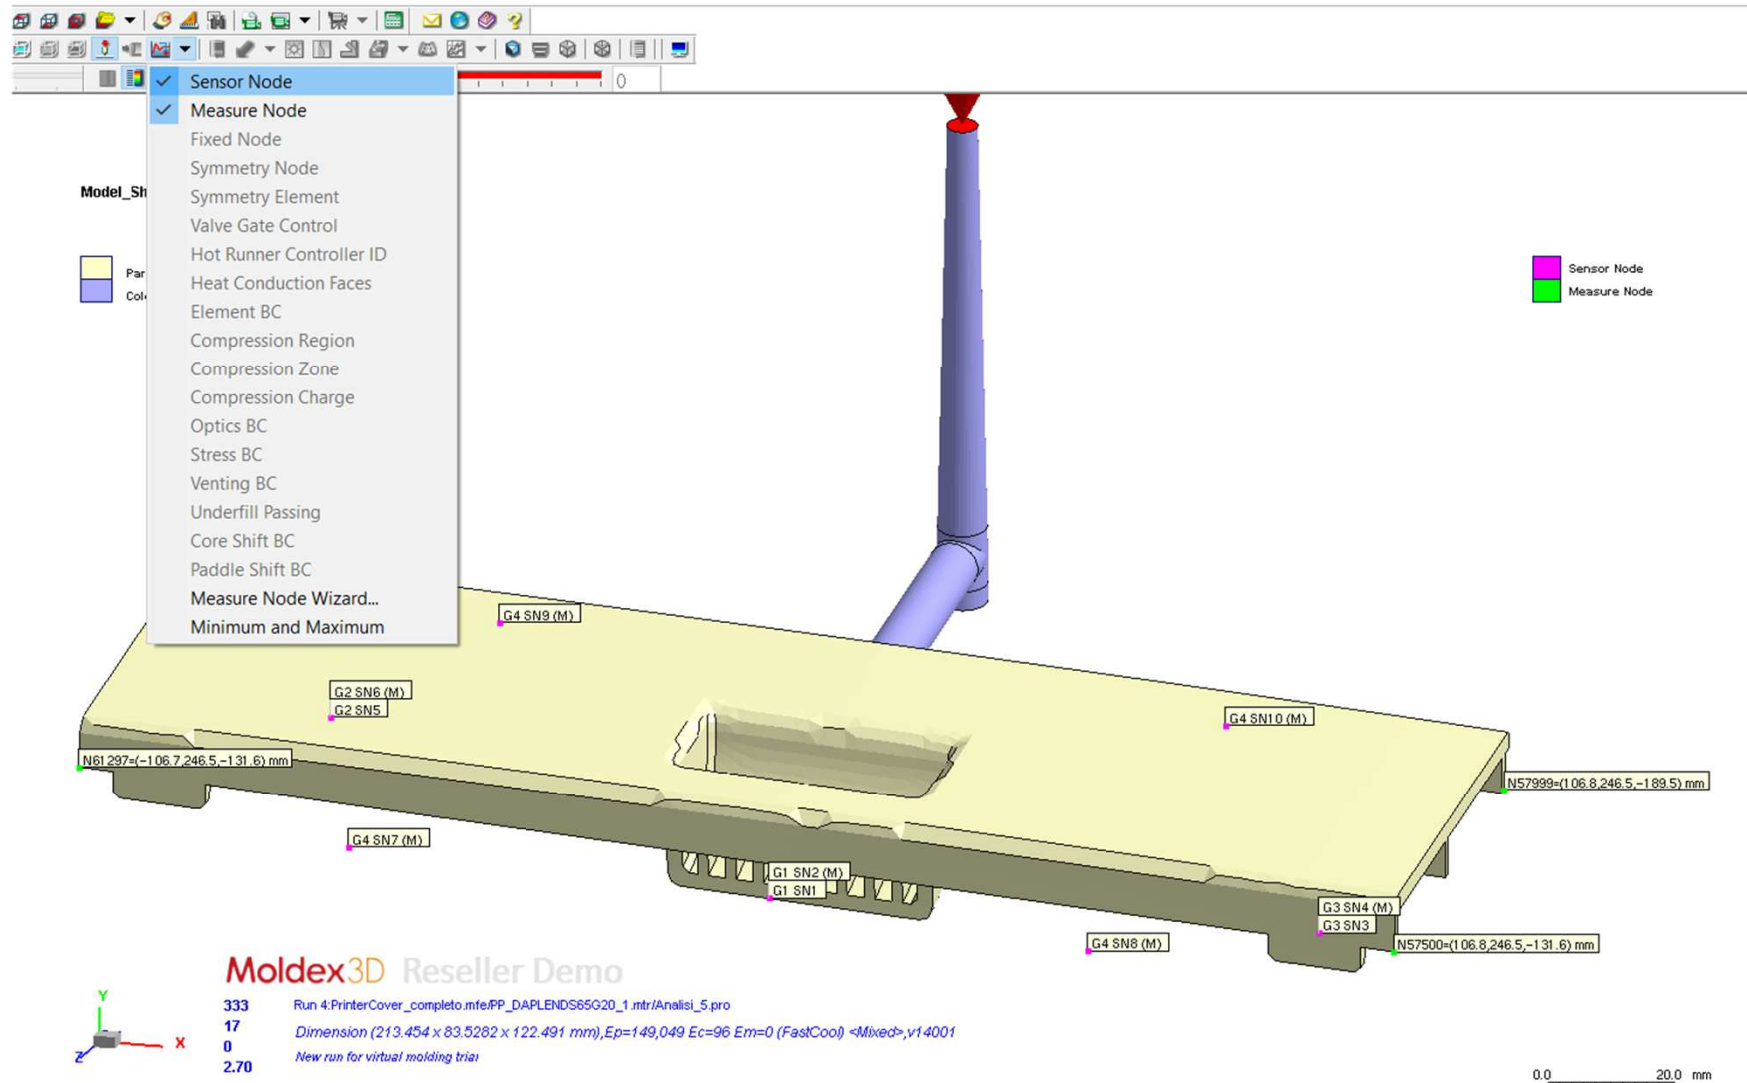 0
Sensor Node
Measure Node
Fixed Node
Symmetry Node
Symmetry Element
Valve Gate Control
Hot Runner Controller ID
Heat Conduction Faces
Element BC
Compression Region
Compression Zone
Compression Charge
Optics BC
Stress BC
Venting BC
Underfill Passing
Core Shift BC
Paddle Shift BC
Measure Node Wizard...
Minimum and Maximum
Model_Sh
Par
Col
Sensor Node
Measure Node
G4 SN9 (M)
G2 SN6 (M)
G2 SN5
G4 SN10 (M)
N61297=(-106.7,246.5,-131.6) mm
N57999=(106.8,246.5,-189.5) mm
G4 SN7 (M)
G1 SN2 (M)
G1 SN1
G3 SN4 (M)
G3 SN3
G4 SN8 (M)
N57500=(106.8,246.5,-131.6) mm
Moldex3D Reseller Demo
Y
X
Z
333 Run 4:PrinterCover_completo.mfe/PP_DAPLENDS65G20_1.mtr/Analisi_5.pro
17 Dimension (213.454 x 83.5282 x 122.491 mm),Ep=149,049 Ec=96 Em=0 (FastCool) <Mixed>,v14001
0 New run for virtual molding trial
2.70
0.0 20.0 mm